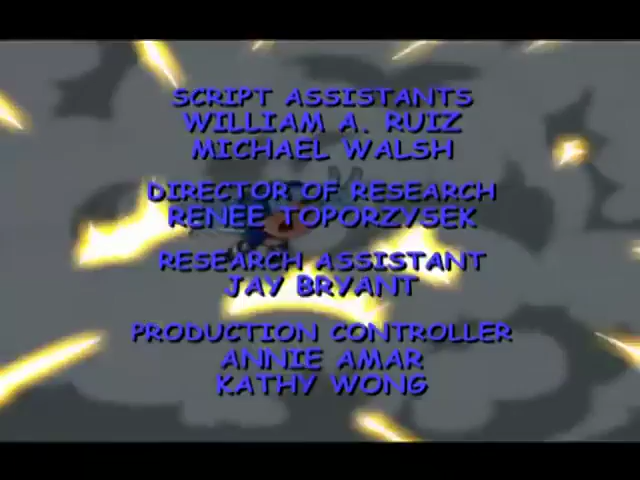 SCRIPT ASSISTANTS
WILLIAM A. RUIZ
MICHAEL WALSH
DIRECTOR OF RESEARCH
RENEE TOPORZYSEK
RESEARCH ASSISTANT
JAY BRYANT
PRODUCTION CONTROLLER
ANNIE AMAR
KATHY WONG